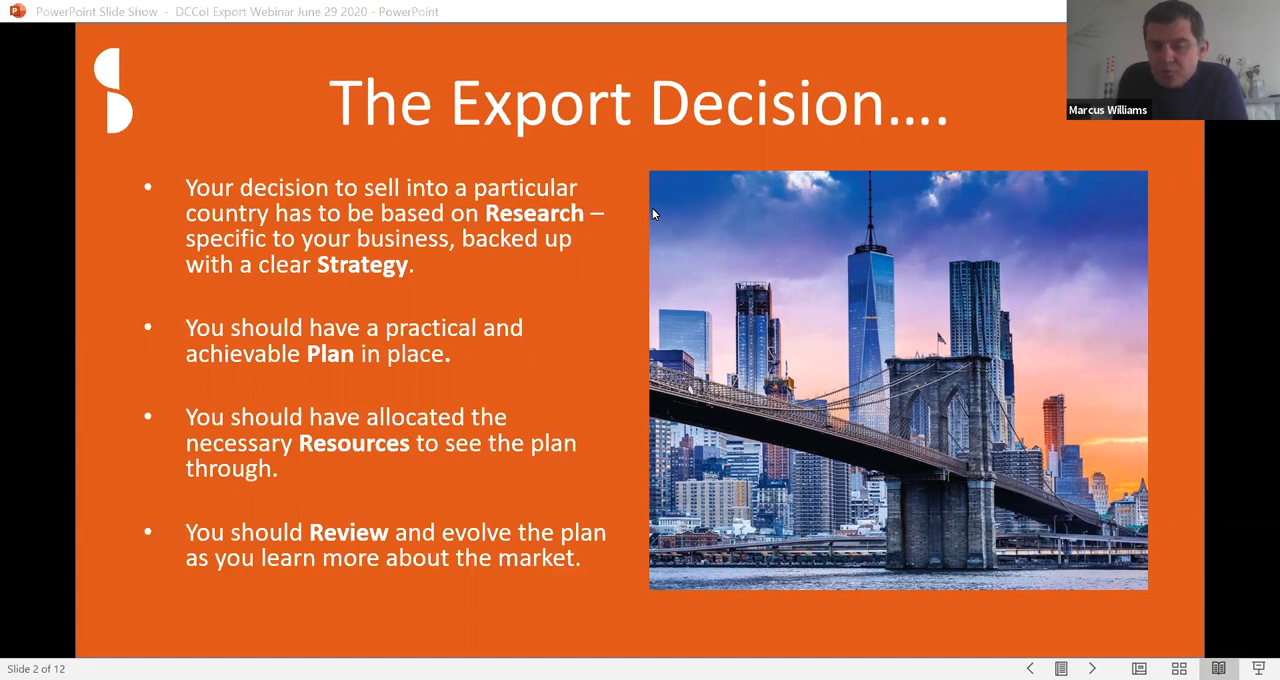 PowerPoint Slide Show - DCCoI Export Webinar June 29 2020 - PowerPoint
Marcus Williams
The Export Decision....
• Your decision to sell into a particular
country has to be based on Research –
specific to your business, backed up
with a clear Strategy.
• You should have a practical and
achievable Plan in place.
• You should have allocated the
necessary Resources to see the plan
through.
• You should Review and evolve the plan
as you learn more about the market.
Slide 2 of 12